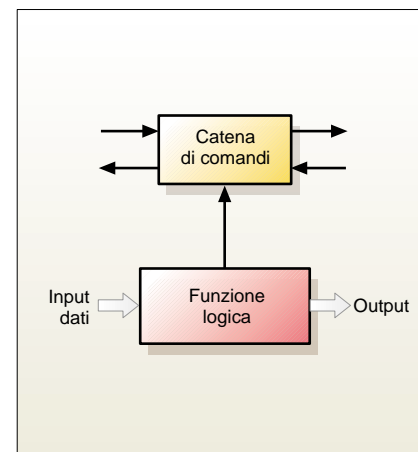 Catena
di comandi
Input
dati
Funzione
logica
Output